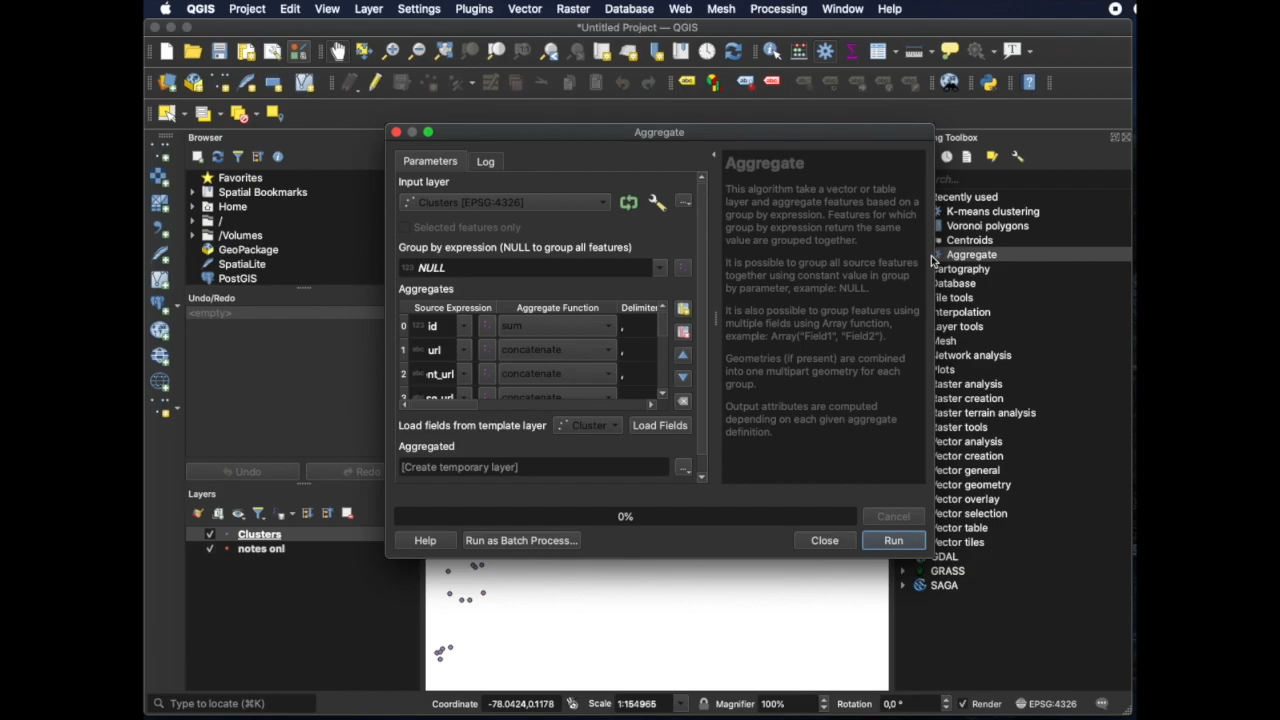 QGIS Project Edit View Layer Settings Plugins Vector Raster Database Web Mesh Processing Window Help
*Untitled Project — QGIS
Browser
Favorites
Spatial Bookmarks
Home
/
/Volumes
GeoPackage
SpatiaLite
PostGIS
Undo/Redo
<empty>
Undo Redo
Layers
Clusters
notes onl
Aggregate
Parameters Log
Input layer
Clusters [EPSG:4326]
Selected features only
Group by expression (NULL to group all features)
123 NULL
Aggregates
Source Expression Aggregate Function Delimiter
0 123 id sum ,
1 abc url concatenate ,
2 abc nt_url concatenate ,
Load fields from template layer Cluster Load Fields
Aggregated
[Create temporary layer]
0% Cancel
Help Run as Batch Process... Close Run
Aggregate
This algorithm take a vector or table
layer and aggregate features based on a
group by expression. Features for which
group by expression return the same
value are grouped together.
It is possible to group all source features
together using constant value in group
by parameter, example: NULL.
It is also possible to group features using
multiple fields using Array function,
example: Array("Field1", "Field2").
Geometries (if present) are combined
into one multipart geometry for each
group.
Output attributes are computed
depending on each given aggregate
definition.
g Toolbox
rch...
ecently used
K-means clustering
Voronoi polygons
Centroids
Aggregate
artography
atabase
ile tools
terpolation
ayer tools
esh
etwork analysis
lots
aster analysis
aster creation
aster terrain analysis
aster tools
ector analysis
ector creation
ector general
ector geometry
ector overlay
ector selection
ector table
ector tiles
GDAL
GRASS
SAGA
Type to locate (⌘K) Coordinate -78.0424,0.1178 Scale 1:154965 Magnifier 100% Rotation 0,0 ° Render EPSG:4326